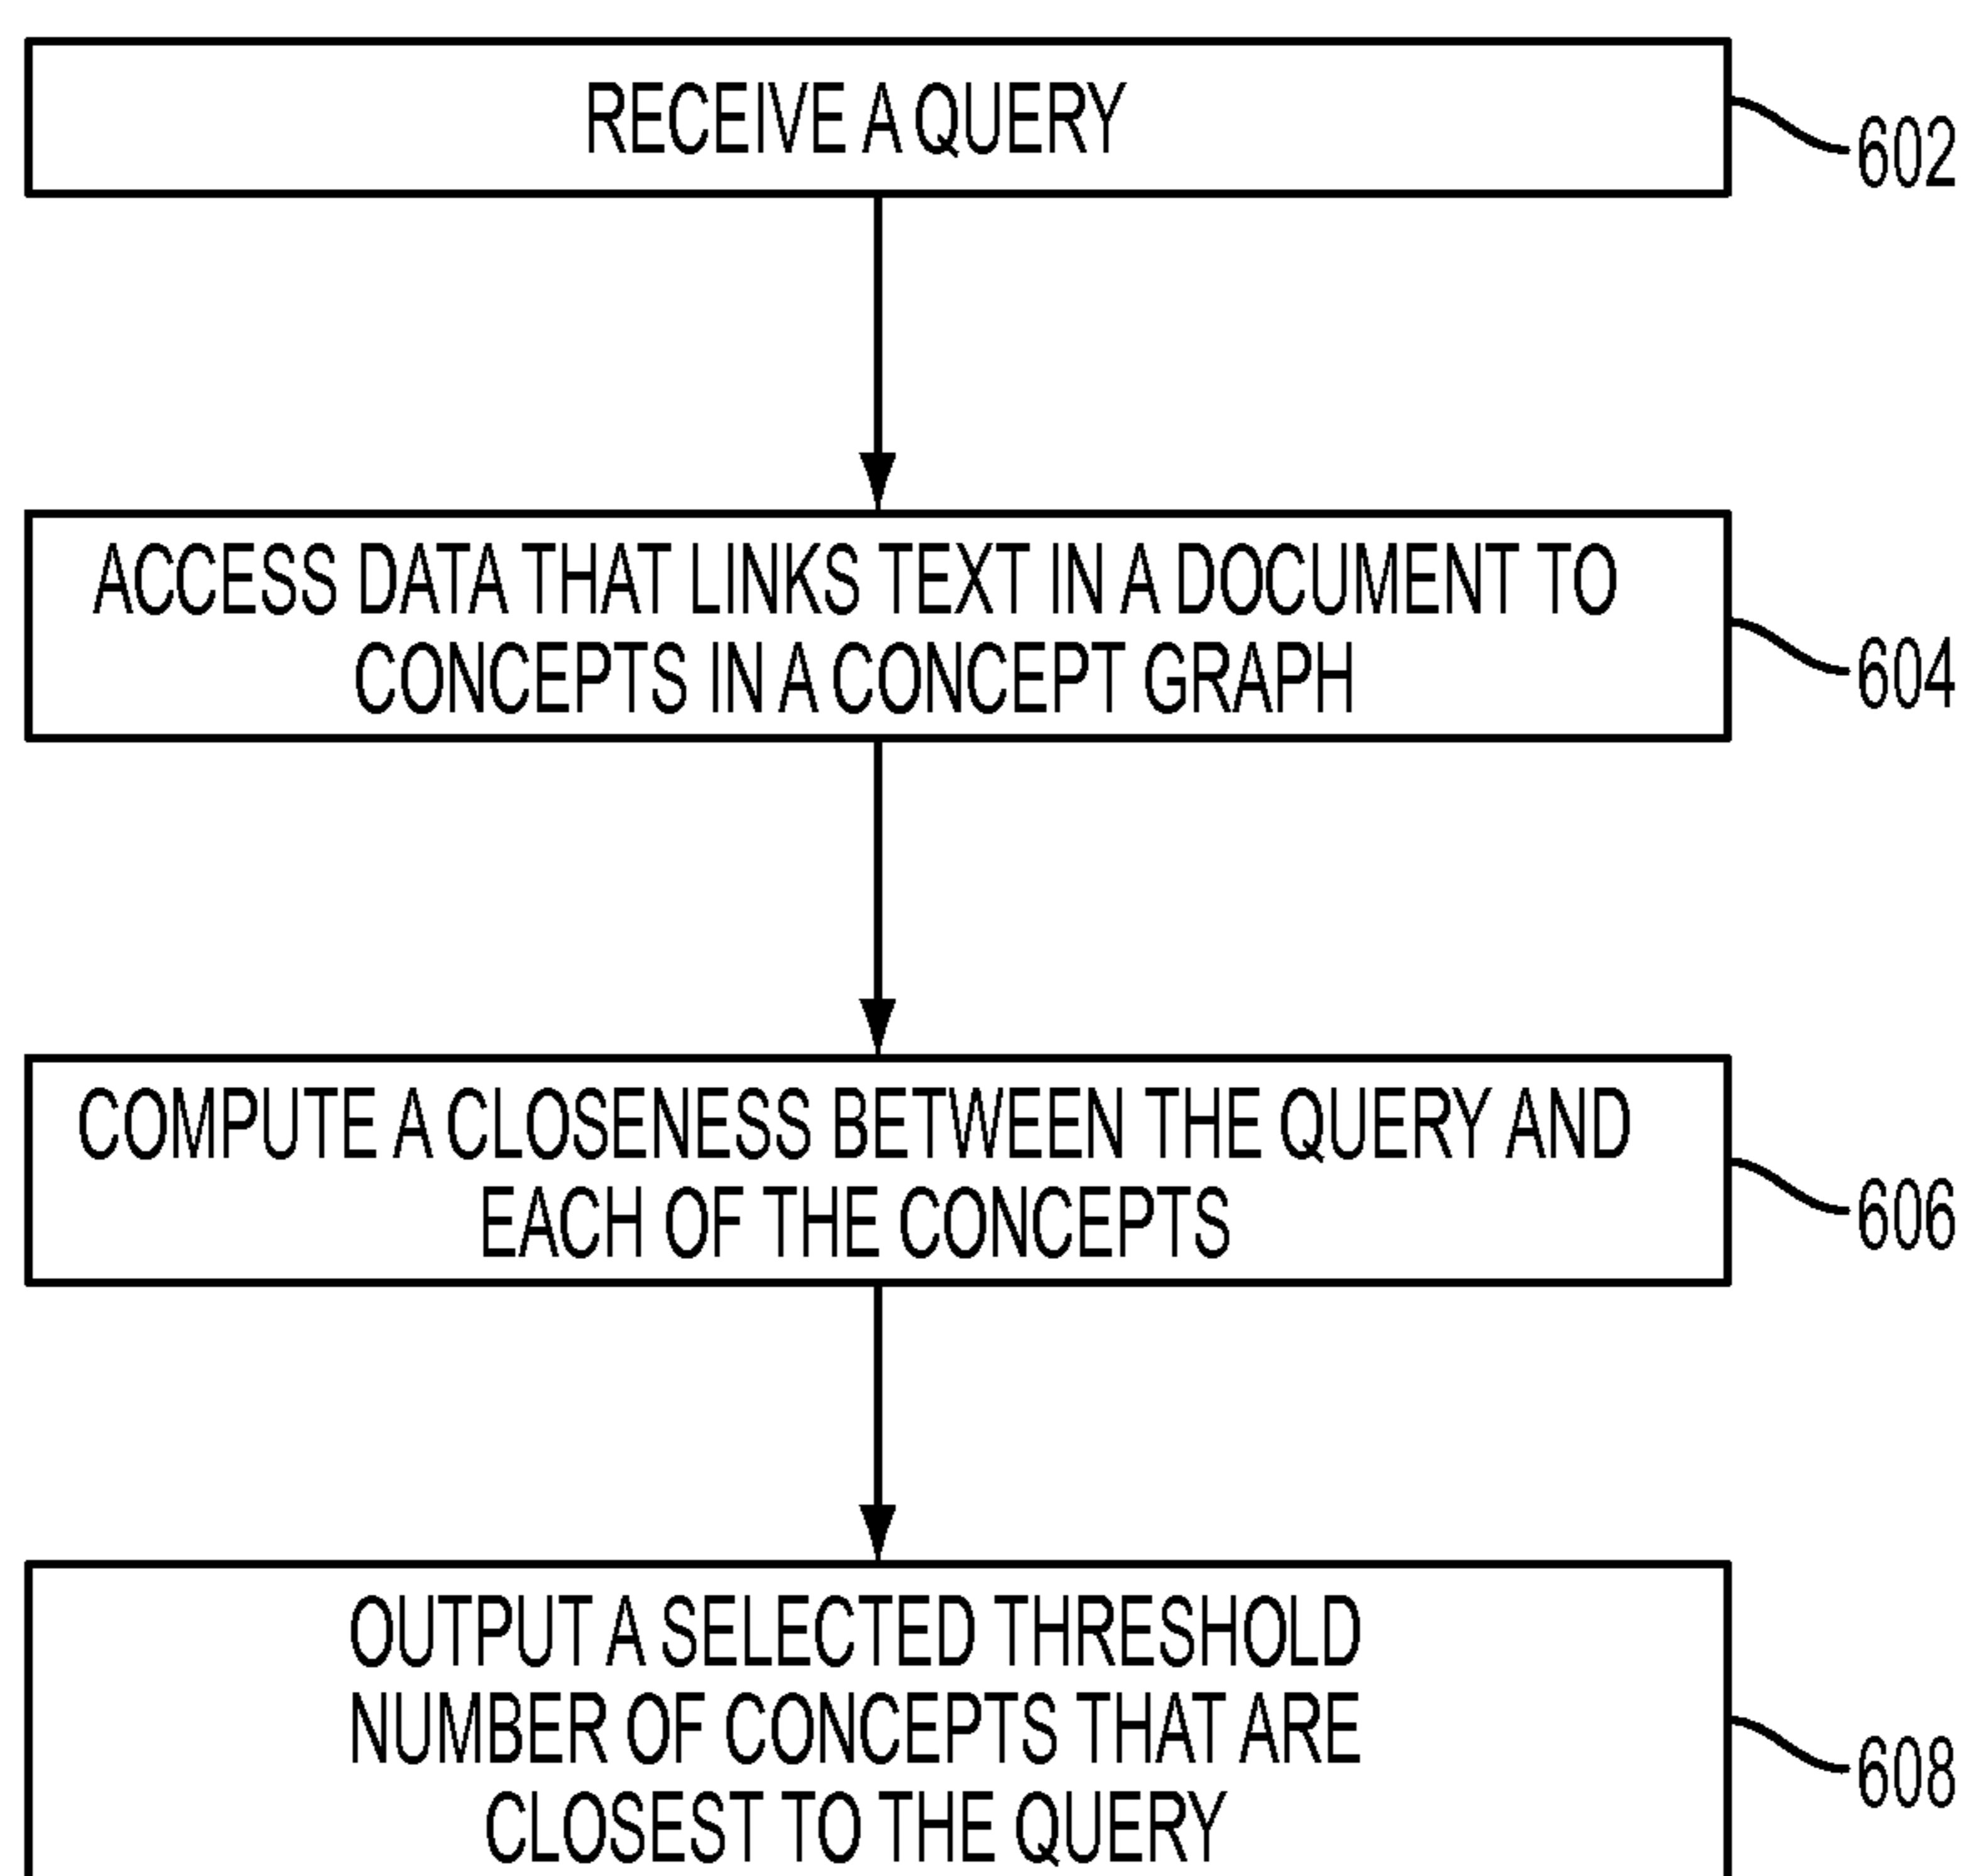 RECEIVE A QUERY
602
ACCESS DATA THAT LINKS TEXT IN A DOCUMENT TO
CONCEPTS IN A CONCEPT GRAPH
604
COMPUTE A CLOSENESS BETWEEN THE QUERY AND
EACH OF THE CONCEPTS
606
OUTPUT A SELECTED THRESHOLD
NUMBER OF CONCEPTS THAT ARE
CLOSEST TO THE QUERY
608